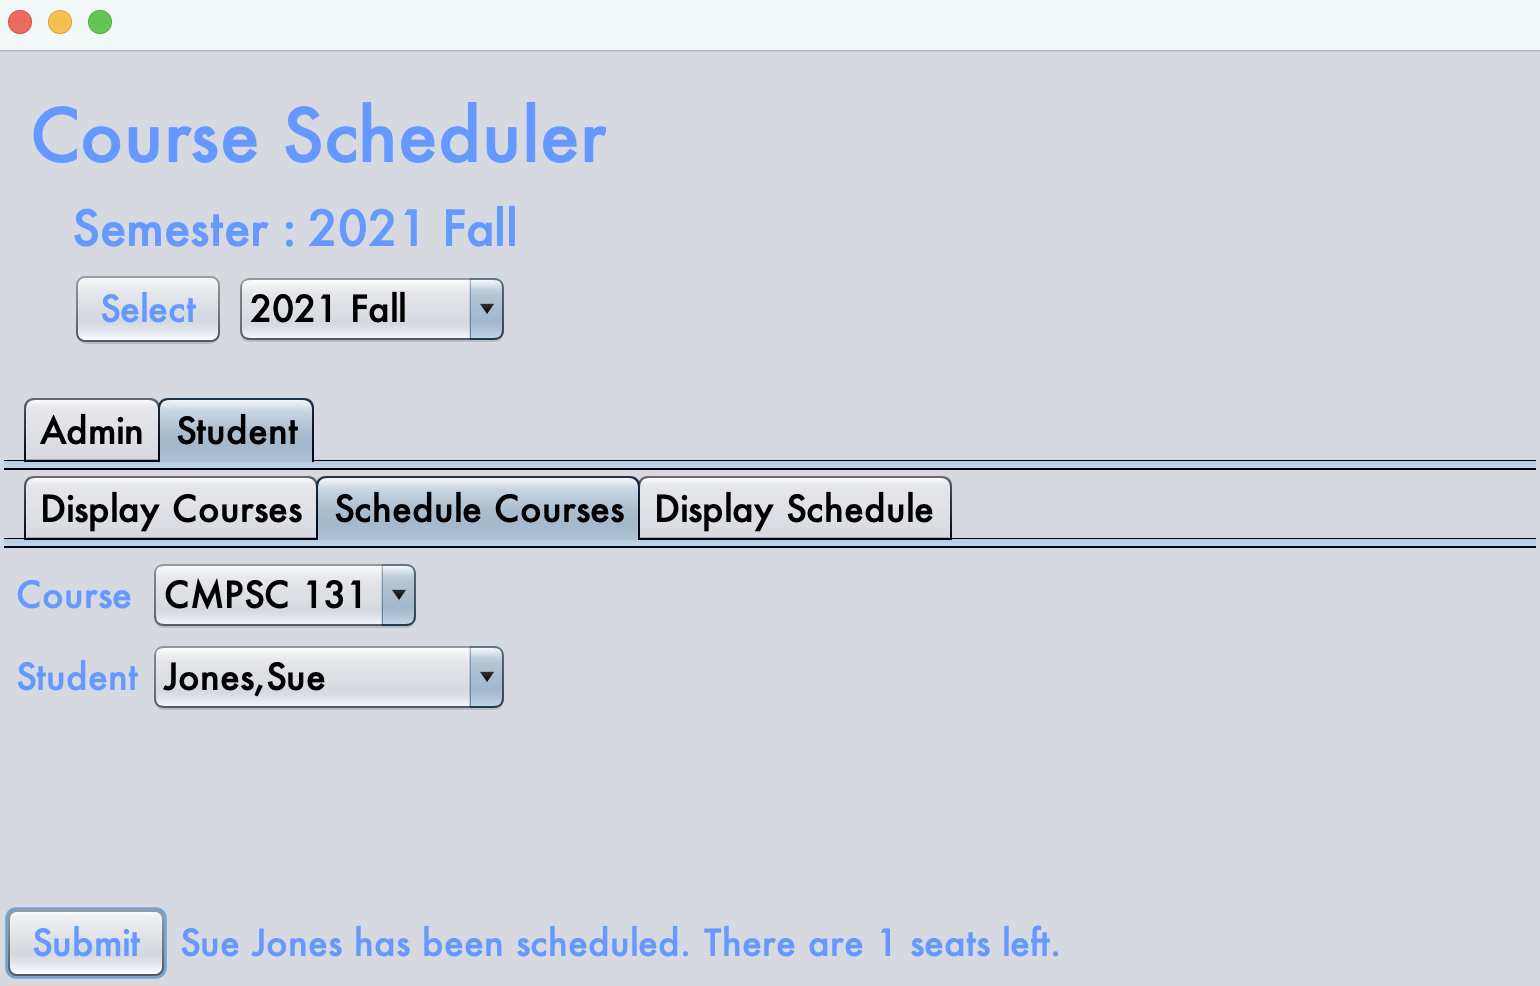 Course Scheduler
Semester : 2021 Fall
Select 2021 Fall
Admin Student
Display Courses Schedule Courses Display Schedule
Course CMPSC 131
Student Jones,Sue
Submit Sue Jones has been scheduled. There are 1 seats left.